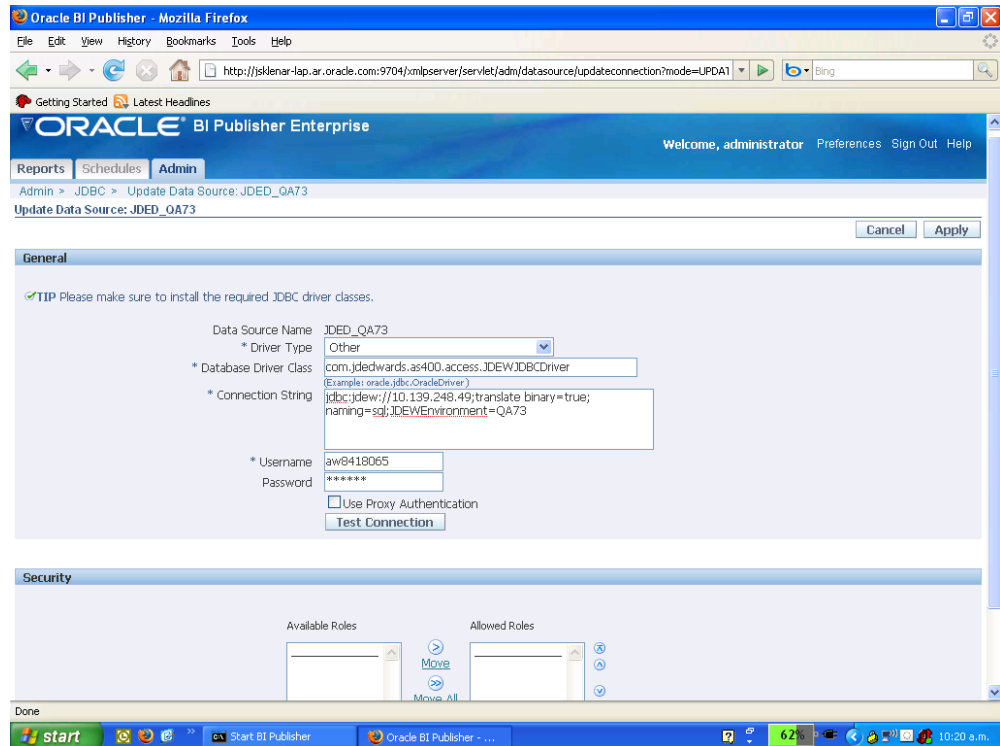 Oracle BI Publisher - Mozilla Firefox
File Edit View History Bookmarks Tools Help
http://jsklenar-lap.ar.oracle.com:9704/xmlpserver/servlet/adm/datasource/updateconnection?mode=UPDAT
Bing
Getting Started Latest Headlines
ORACLE BI Publisher Enterprise
Welcome, administrator Preferences Sign Out Help
Reports Schedules Admin
Admin > JDBC > Update Data Source: JDED_QA73
Update Data Source: JDED_QA73
Cancel Apply
General
TIP Please make sure to install the required JDBC driver classes.
Data Source Name JDED_QA73
* Driver Type Other
* Database Driver Class com.jdedwards.as400.access.JDEWJDBCDriver
(Example: oracle.jdbc.OracleDriver)
* Connection String jdbc:jdew://10.139.248.49;translate binary=true;
naming=sql;JDEWEnvironment=QA73
* Username aw8418065
Password ******
Use Proxy Authentication
Test Connection
Security
Available Roles Allowed Roles
Move
Move All
Done
start Start BI Publisher Oracle BI Publisher - ... 62% 10:20 a.m.